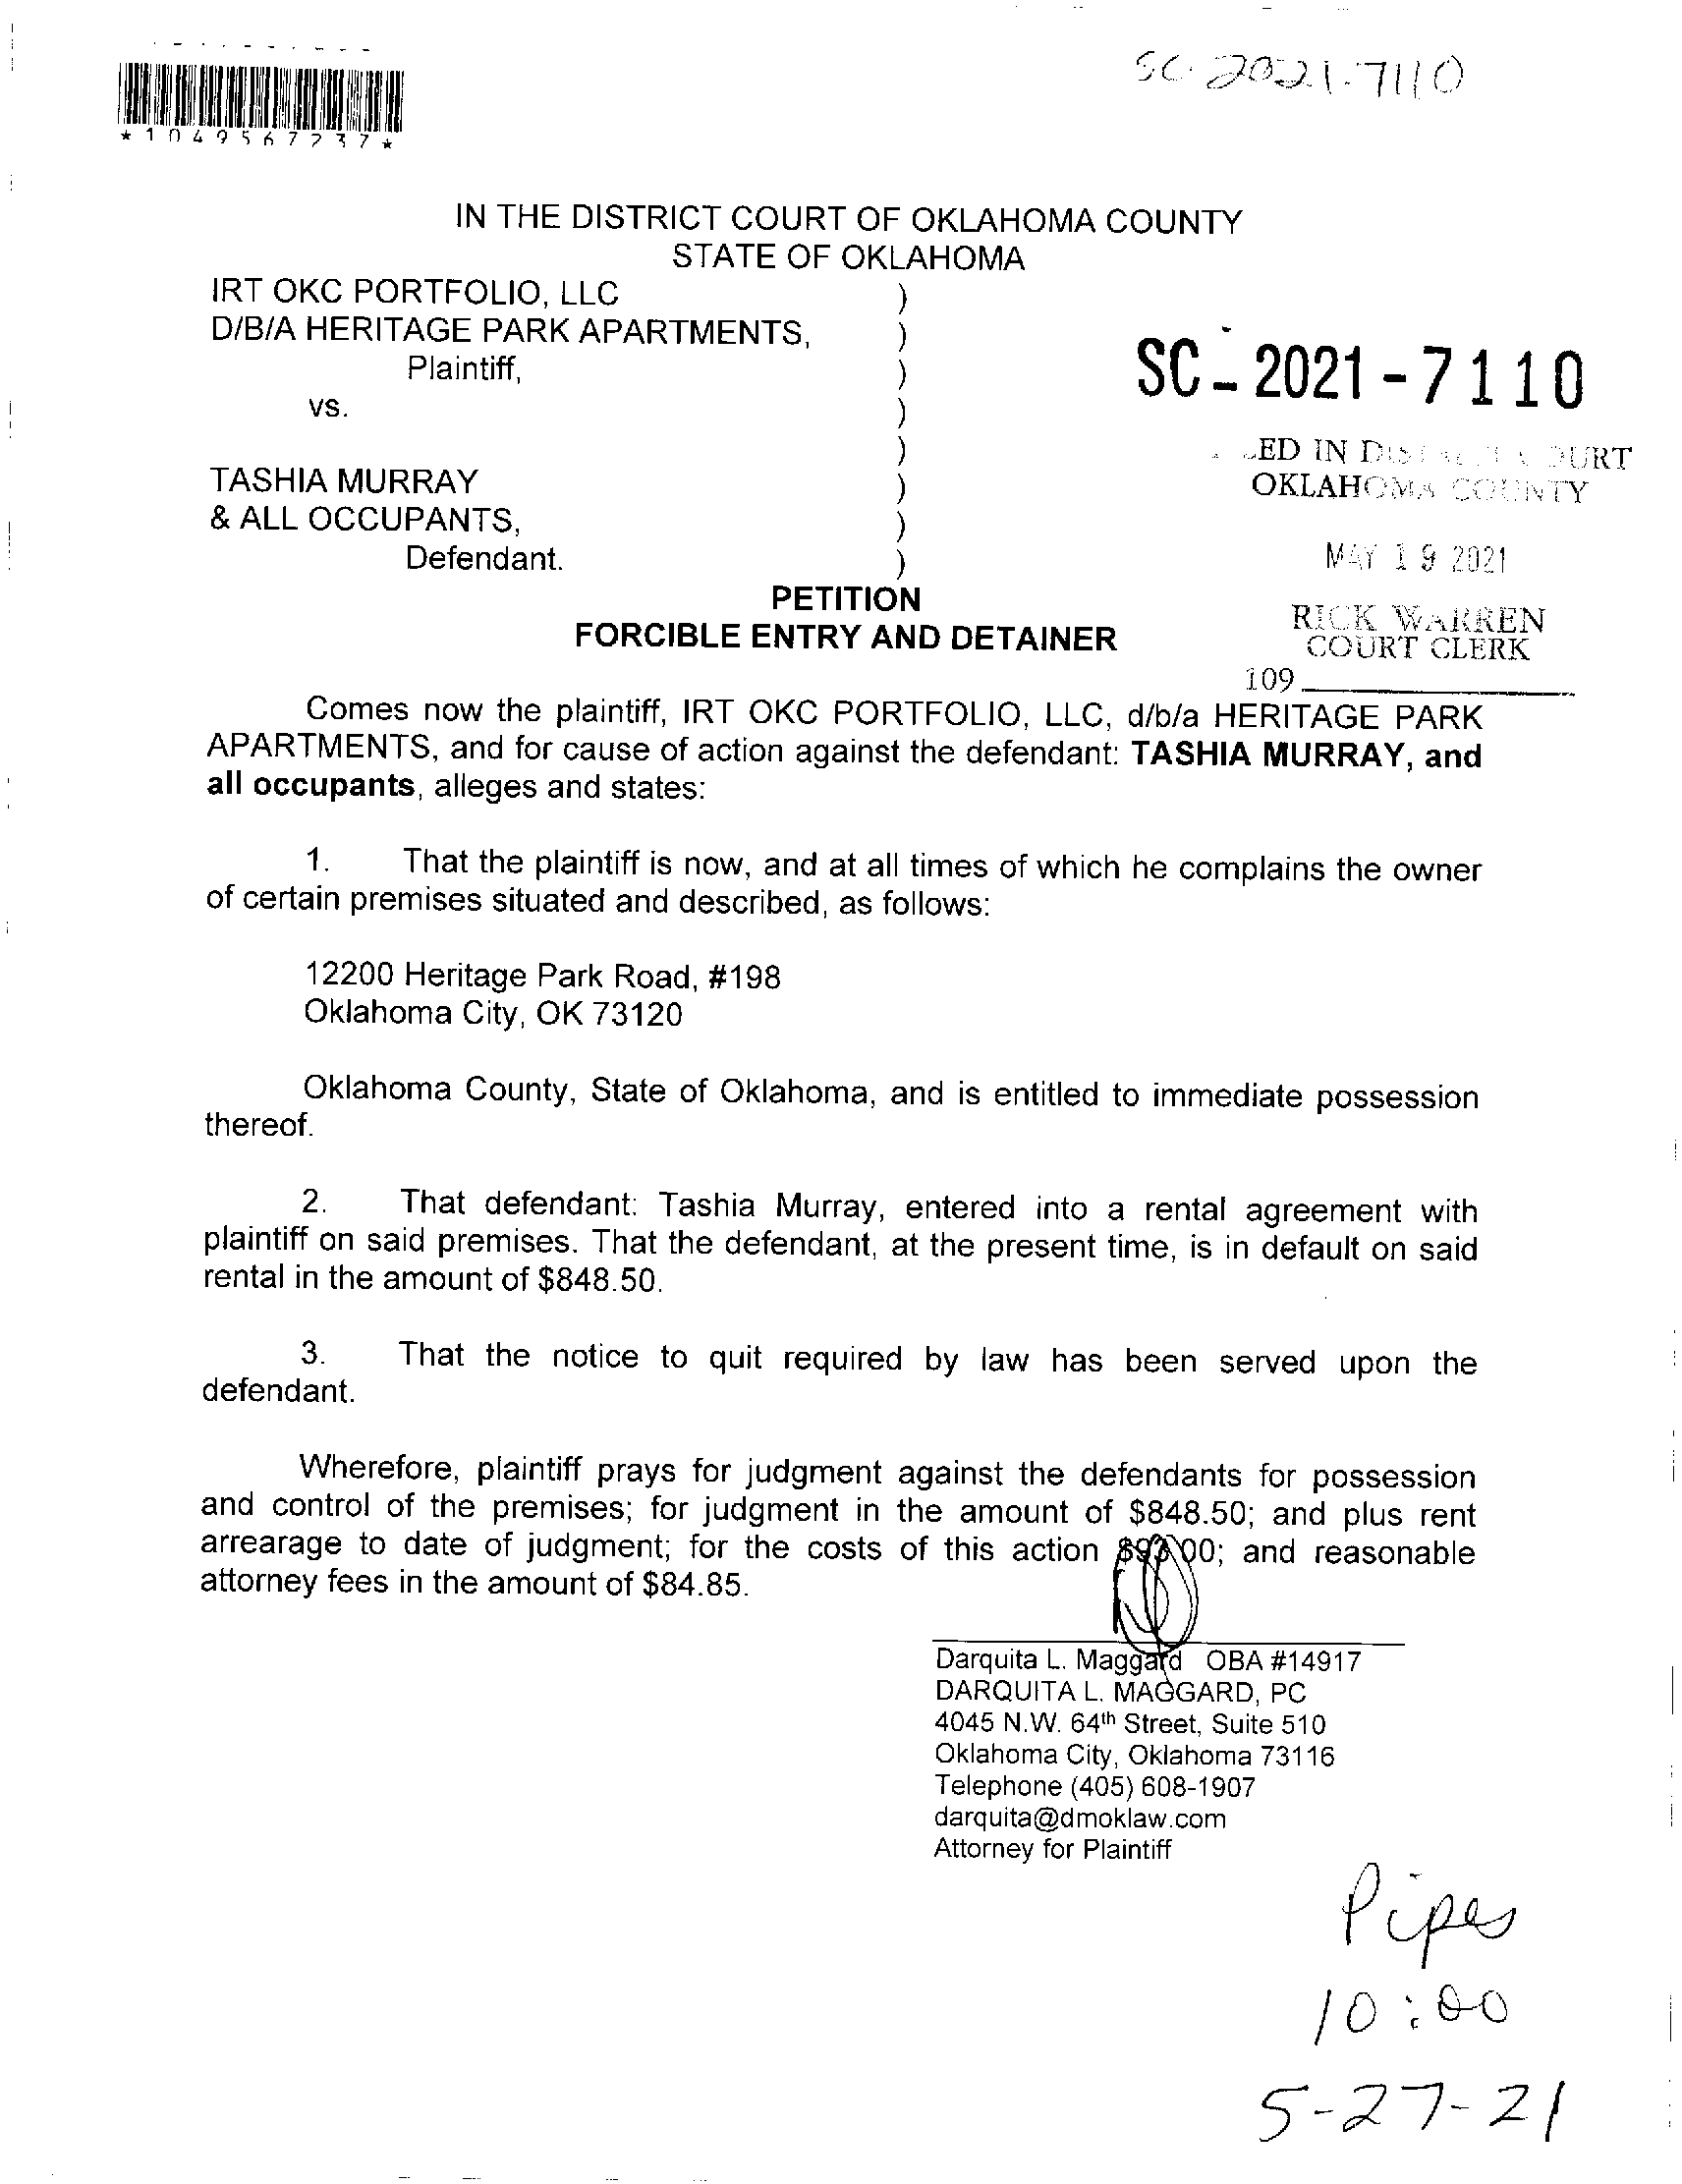 SC-2021-7110
*1049567237*
IN THE DISTRICT COURT OF OKLAHOMA COUNTY
STATE OF OKLAHOMA
IRT OKC PORTFOLIO, LLC )
D/B/A HERITAGE PARK APARTMENTS, )
Plaintiff, )
vs. )
)
TASHIA MURRAY )
& ALL OCCUPANTS, )
Defendant. )
SC-2021-7110
IN
OKLAHOMA COUNTY
MAY 19 2021
RICK WARREN
COURT CLERK
109
PETITION
FORCIBLE ENTRY AND DETAINER
Comes now the plaintiff, IRT OKC PORTFOLIO, LLC, d/b/a HERITAGE PARK
APARTMENTS, and for cause of action against the defendant: TASHIA MURRAY, and
all occupants, alleges and states:
1. That the plaintiff is now, and at all times of which he complains the owner
of certain premises situated and described, as follows:
12200 Heritage Park Road, #198
Oklahoma City, OK 73120
Oklahoma County, State of Oklahoma, and is entitled to immediate possession
thereof.
2. That defendant: Tashia Murray, entered into a rental agreement with
plaintiff on said premises. That the defendant, at the present time, is in default on said
rental in the amount of $848.50.
3. That the notice to quit required by law has been served upon the
defendant.
Wherefore, plaintiff prays for judgment against the defendants for possession
and control of the premises; for judgment in the amount of $848.50; and plus rent
arrearage to date of judgment; for the costs of this action and reasonable
attorney fees in the amount of $84.85.
Darquita L. Maggard OBA #14917
DARQUITA L. MAGGARD, PC
4045 N.W. 64th Street, Suite 510
Oklahoma City, Oklahoma 73116
Telephone (405) 608-1907
darquita@dmoklaw.com
Attorney for Plaintiff
Pipes
10:00
5-27-21